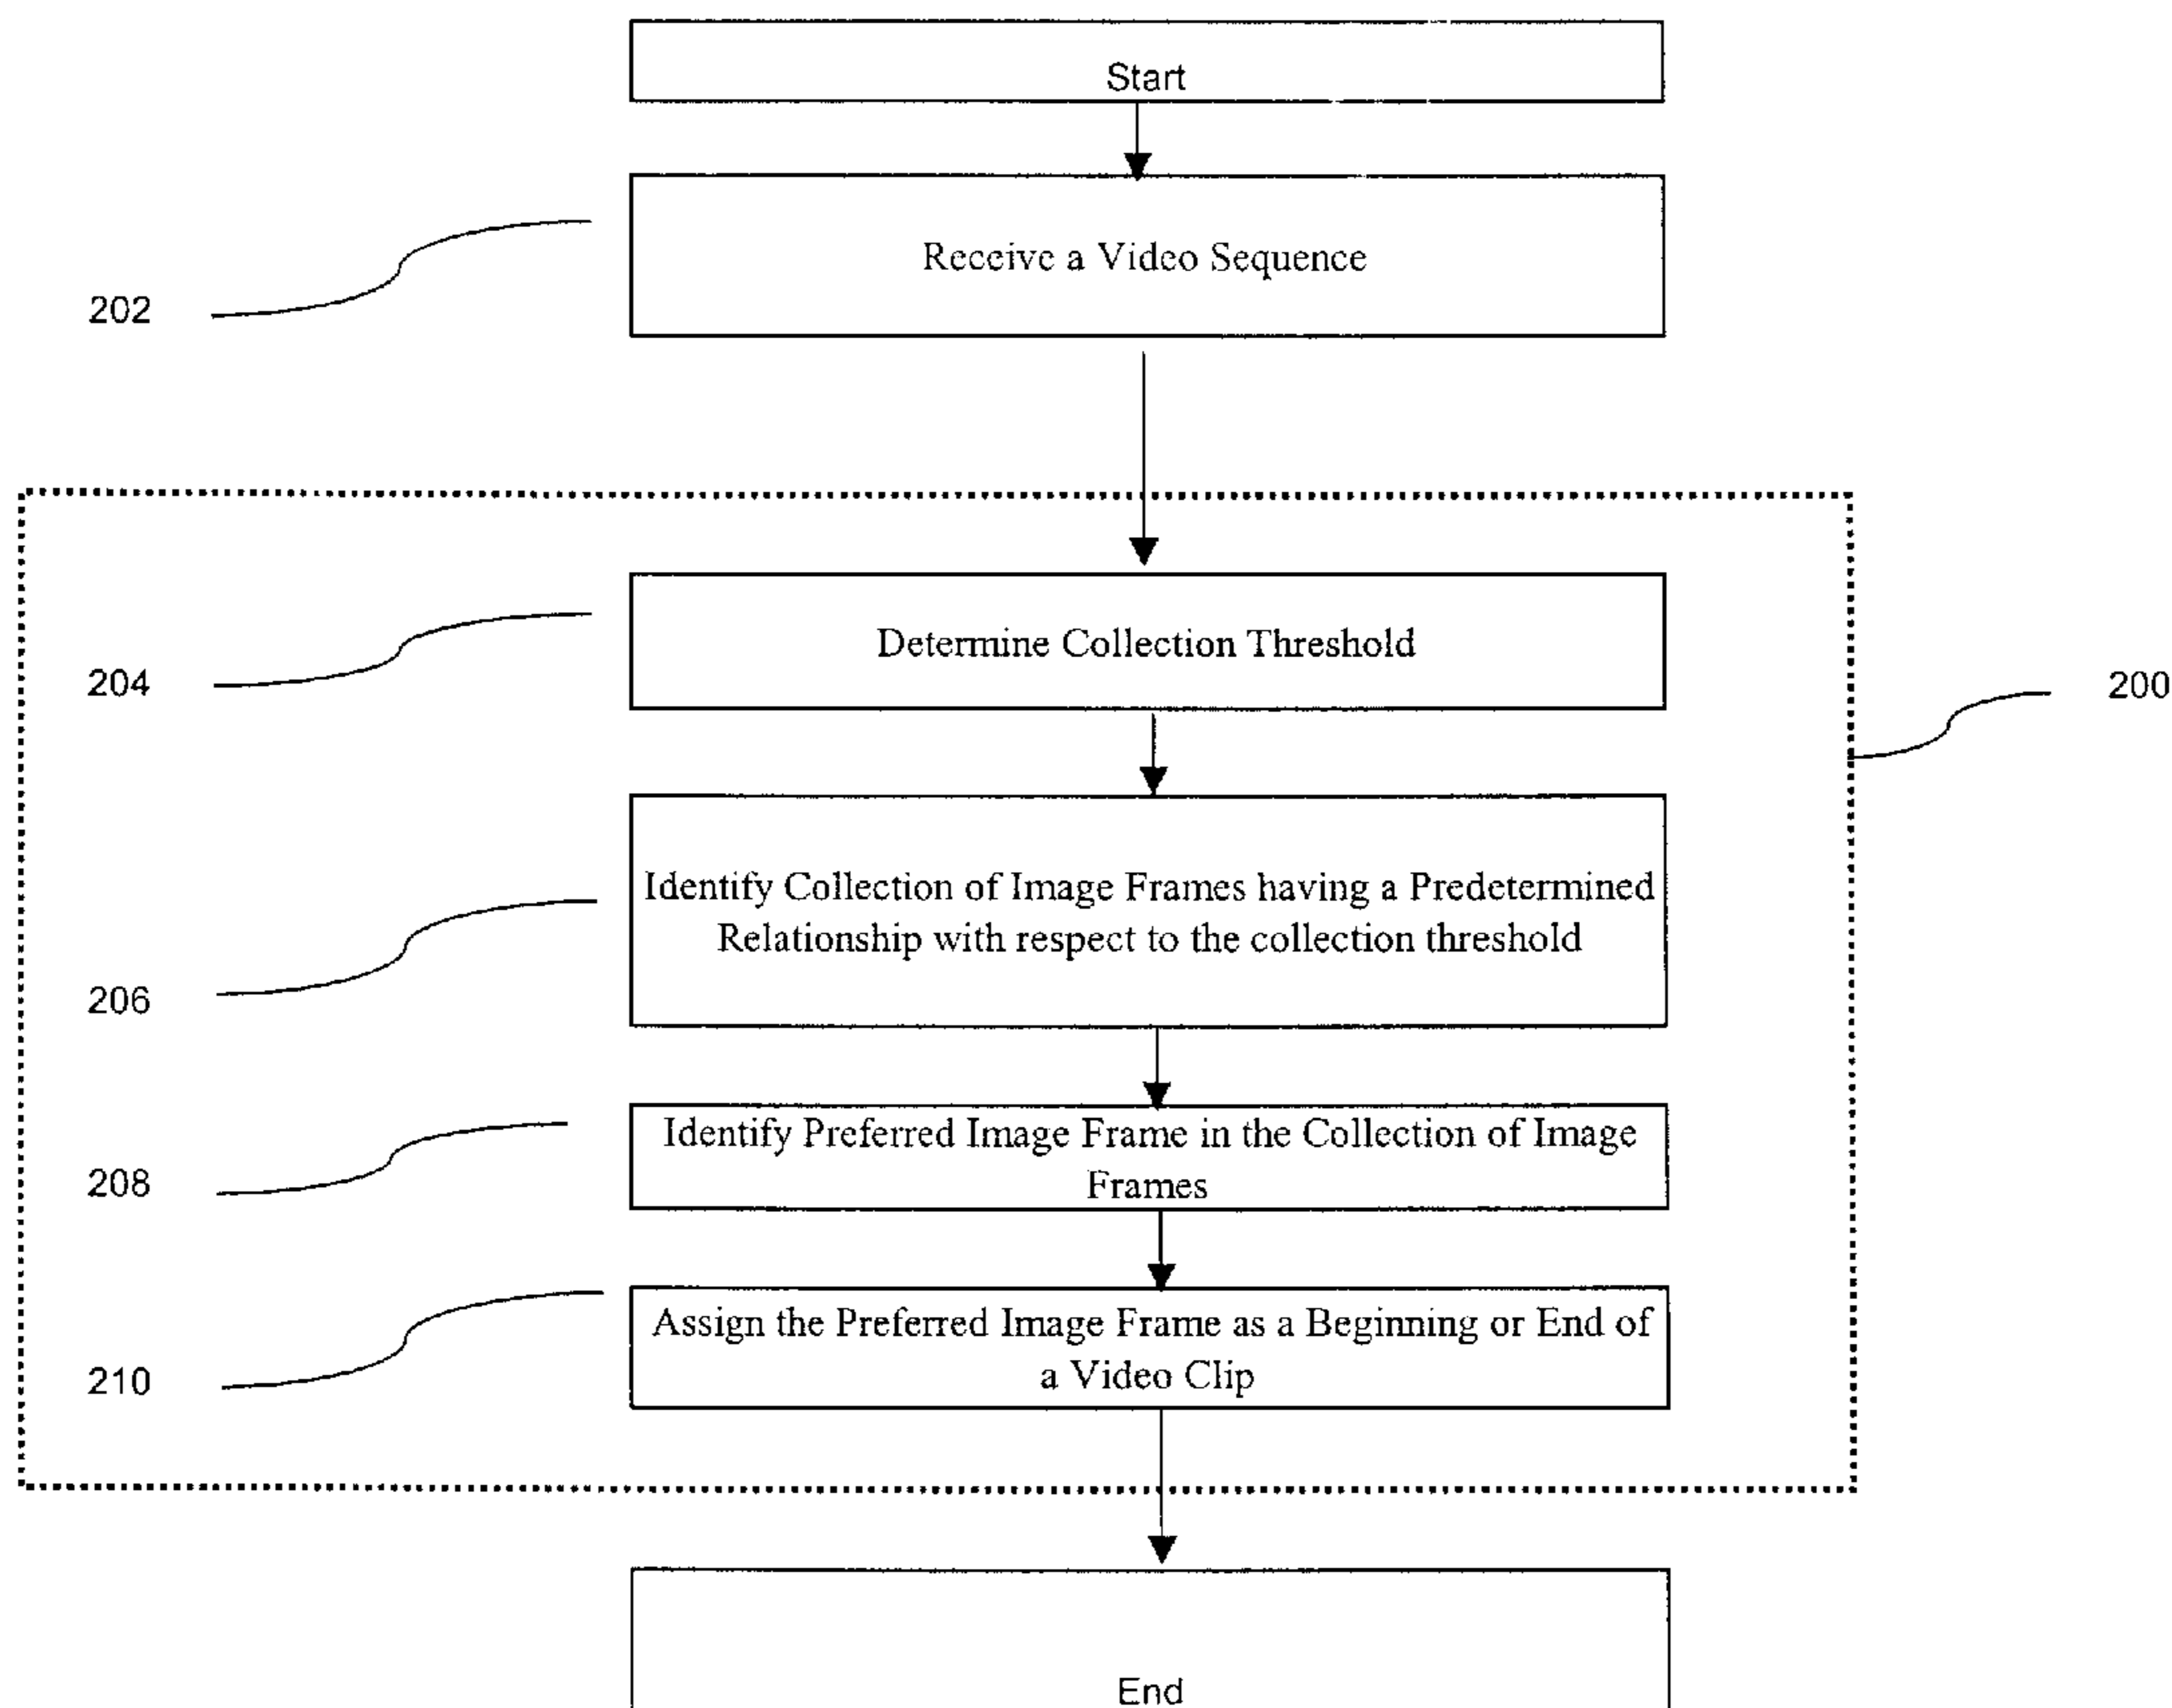 Start
Receive a Video Sequence
202
Determine Collection Threshold
204
200
Identify Collection of Image Frames having a Predetermined
Relationship with respect to the collection threshold
206
Identify Preferred Image Frame in the Collection of Image
Frames
208
Assign the Preferred Image Frame as a Beginning or End of
a Video Clip
210
End